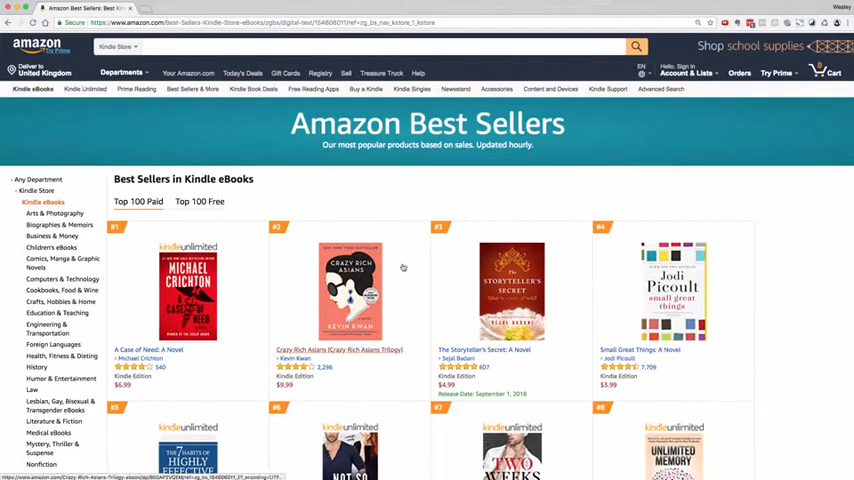 Amazon Best Sellers: Best Ki
Wesley
Secure
https://www.amazon.com/Best-Sellers-Kindle-Store-eBooks/zgbs/digital-text/154606011/ref=zg_bs_nav_kstore_1_kstore
amazon
Try Prime
Kindle Store
Shop school supplies
Deliver to
United Kingdom
Departments
Your Amazon.com
Today's Deals
Gift Cards
Registry
Sell
Treasure Truck
Help
EN
Hello. Sign in
Account & Lists
Orders
Try Prime
0
Cart
Kindle eBooks
Kindle Unlimited
Prime Reading
Best Sellers & More
Kindle Book Deals
Free Reading Apps
Buy a Kindle
Kindle Singles
Newsstand
Accessories
Content and Devices
Kindle Support
Advanced Search
Amazon Best Sellers
Our most popular products based on sales. Updated hourly.
‹ Any Department
‹ Kindle Store
Kindle eBooks
Arts & Photography
Biographies & Memoirs
Business & Money
Children's eBooks
Comics, Manga & Graphic
Novels
Computers & Technology
Cookbooks, Food & Wine
Crafts, Hobbies & Home
Education & Teaching
Engineering &
Transportation
Foreign Languages
Health, Fitness & Dieting
History
Humor & Entertainment
Law
Lesbian, Gay, Bisexual &
Transgender eBooks
Literature & Fiction
Medical eBooks
Mystery, Thriller &
Suspense
Nonfiction
Best Sellers in Kindle eBooks
Top 100 Paid
Top 100 Free
#1
kindleunlimited
MICHAEL
CRICHTON
A CASE OF
NEED
A Case of Need: A Novel
› Michael Crichton
540
Kindle Edition
$6.99
#2
CRAZY RICH
ASIANS
KEVIN KWAN
Crazy Rich Asians (Crazy Rich Asians Trilogy)
› Kevin Kwan
2,296
Kindle Edition
$9.99
#3
The
STORYTELLER'S
SECRET
SEJAL BADANI
The Storyteller's Secret: A Novel
› Sejal Badani
607
Kindle Edition
$4.99
Release Date: September 1, 2018
#4
Jodi
Picoult
small great
things
Small Great Things: A Novel
› Jodi Picoult
7,709
Kindle Edition
$3.99
#5
kindleunlimited
THE 7 HABITS OF
HIGHLY
EFFECTIVE
#6
kindleunlimited
NOT SO
#7
kindleunlimited
TWO
WEEKS
#8
kindleunlimited
UNLIMITED
MEMORY